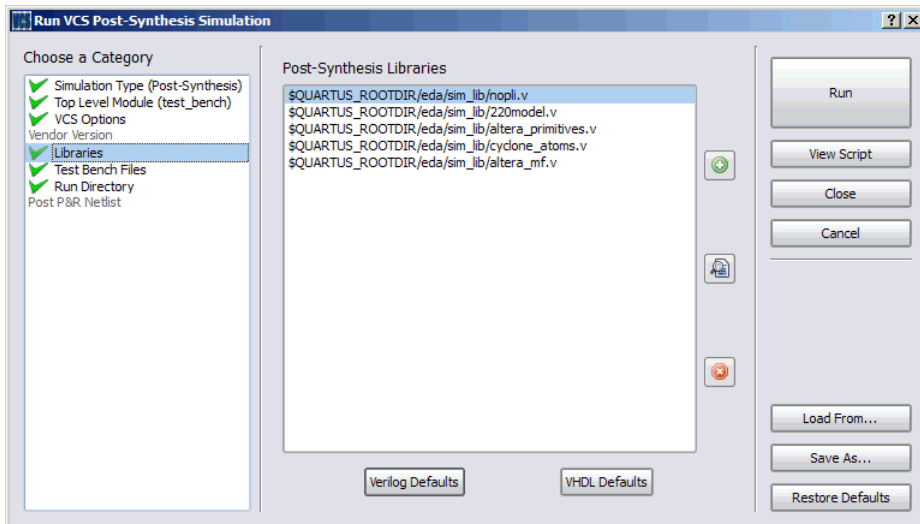 Run VCS Post-Synthesis Simulation
Choose a Category
Simulation Type (Post-Synthesis)
Top Level Module (test_bench)
VCS Options
Vendor Version
Libraries
Test Bench Files
Run Directory
Post P&R Netlist
Post-Synthesis Libraries
$QUARTUS_ROOTDIR/eda/sim_lib/nopli.v
$QUARTUS_ROOTDIR/eda/sim_lib/220model.v
$QUARTUS_ROOTDIR/eda/sim_lib/altera_primitives.v
$QUARTUS_ROOTDIR/eda/sim_lib/cyclone_atoms.v
$QUARTUS_ROOTDIR/eda/sim_lib/altera_mf.v
Verilog Defaults
VHDL Defaults
Run
View Script
Close
Cancel
Load From...
Save As...
Restore Defaults